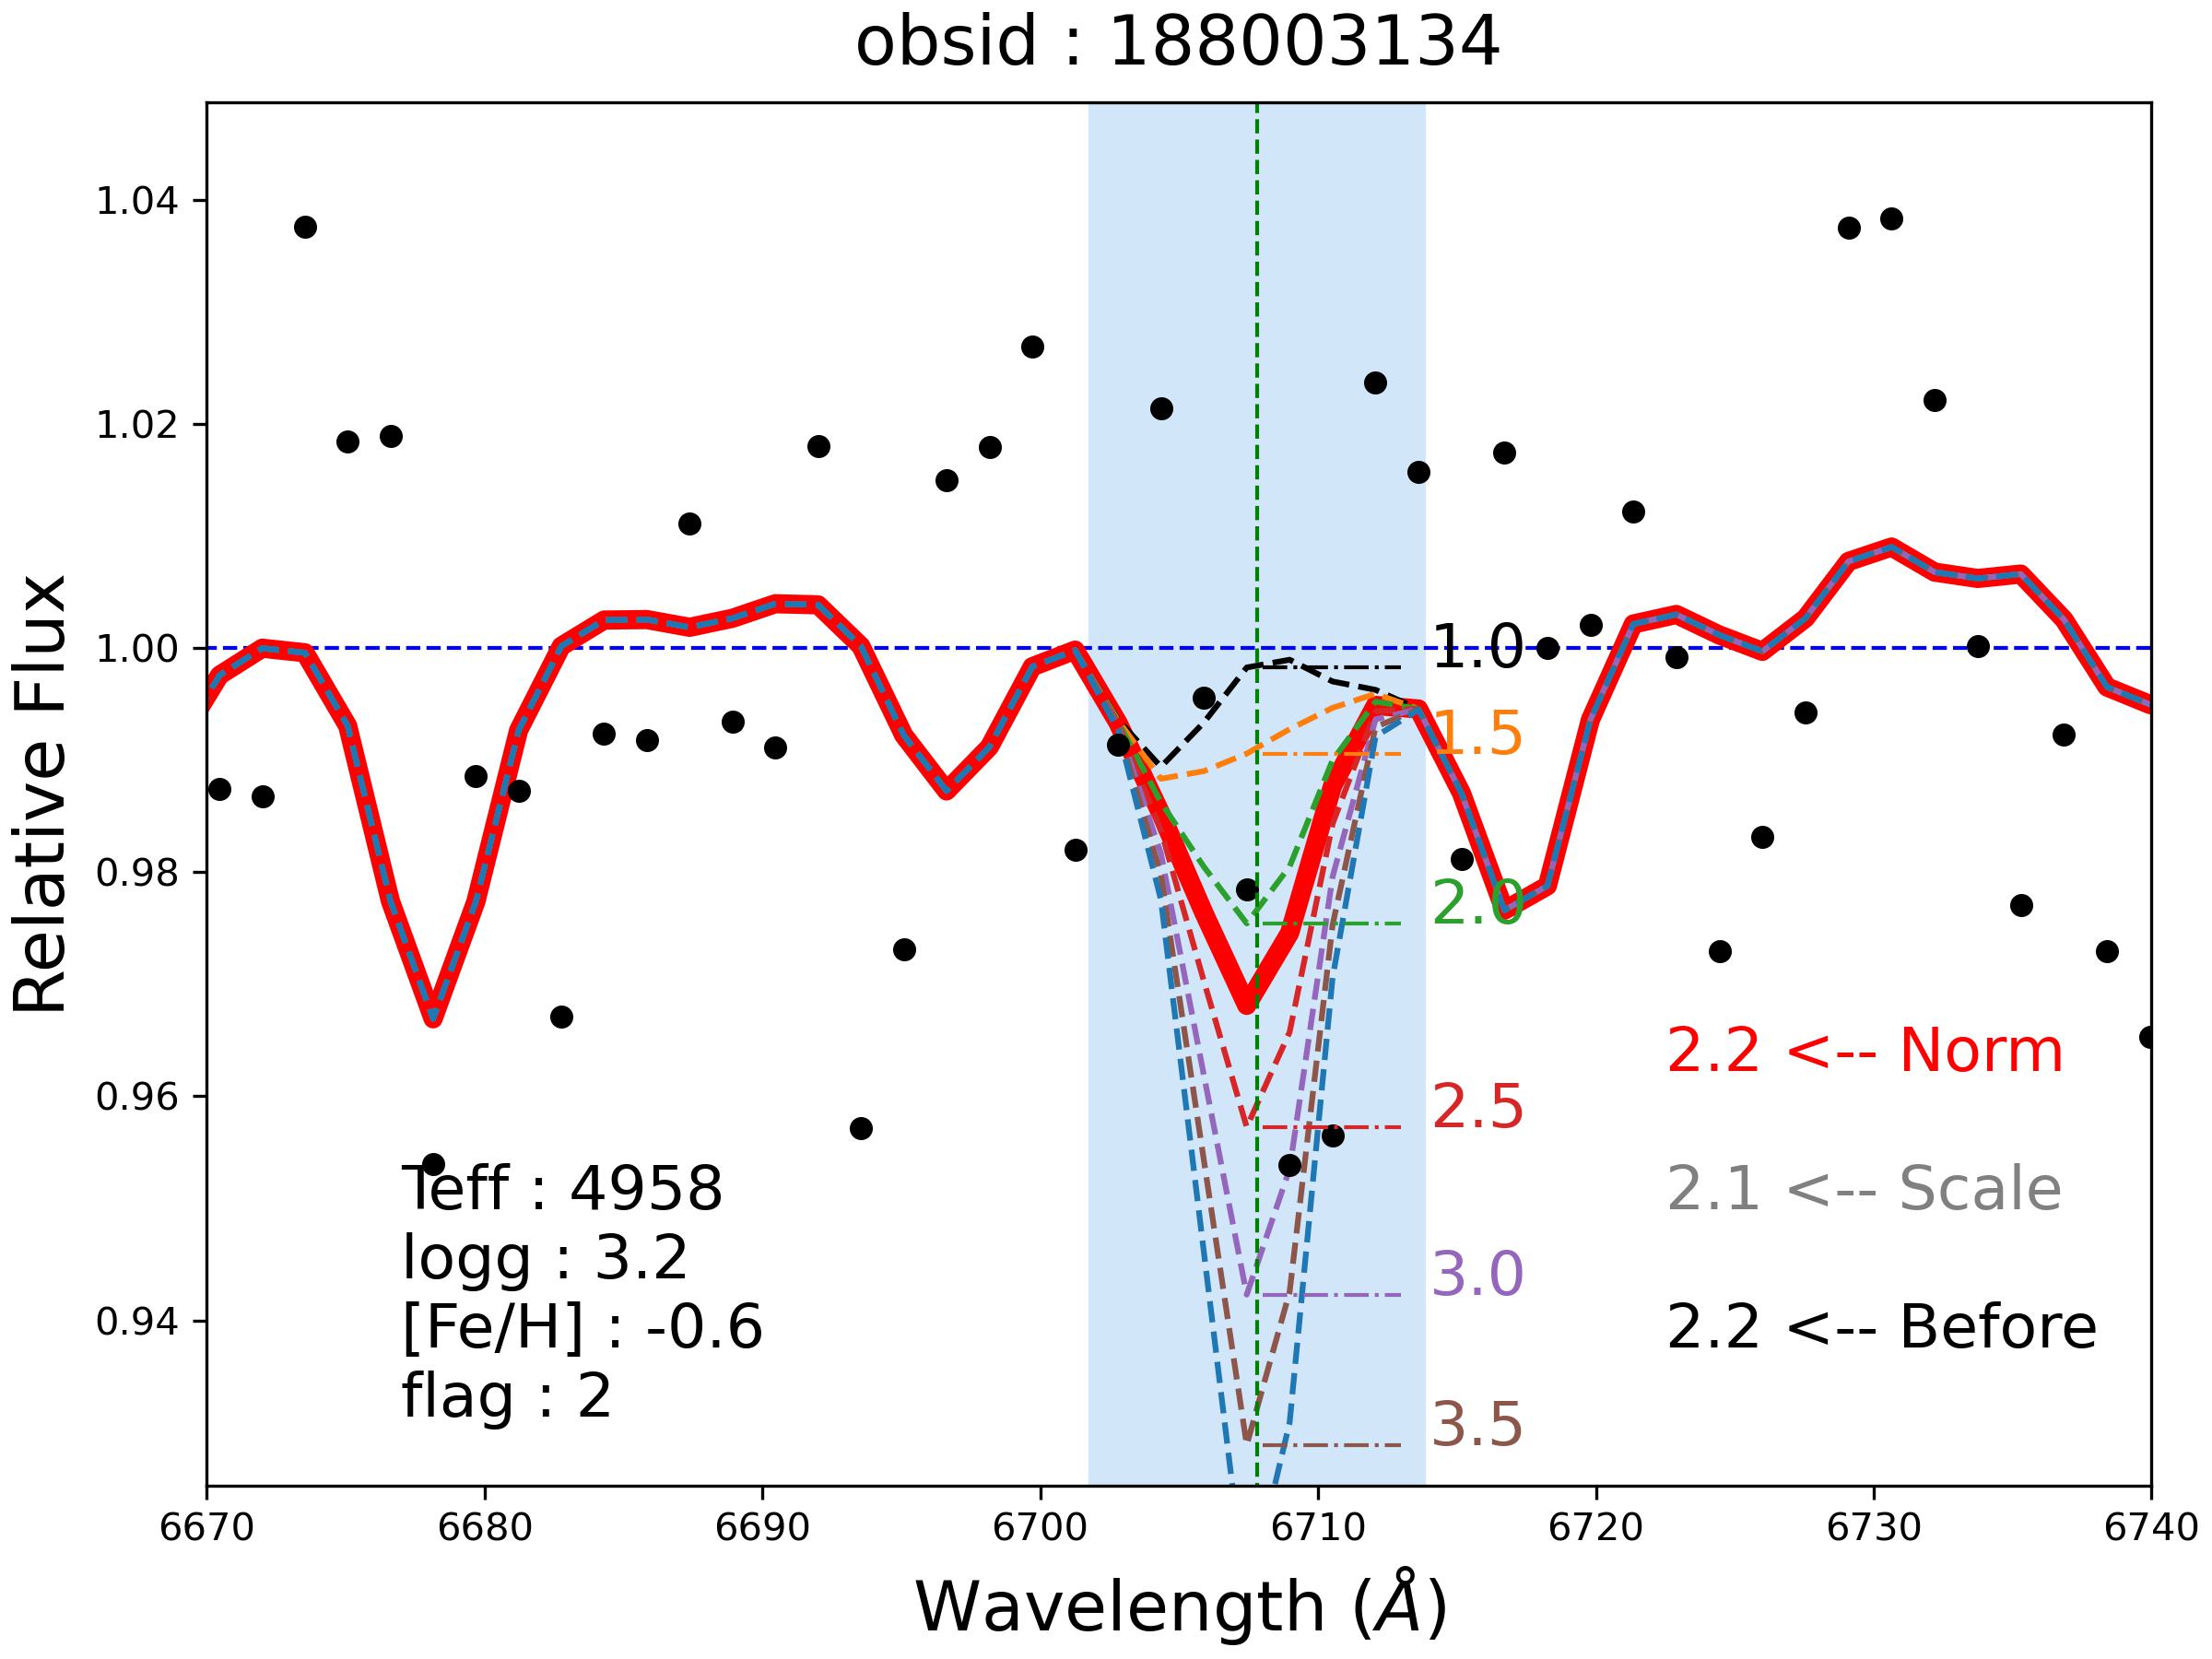 obsid : 188003134
1.04
1.02
1.00
0.98
0.96
0.94
Relative Flux
1.0
1.5
2.0
2.5
3.0
3.5
2.2 <-- Norm
2.1 <-- Scale
2.2 <-- Before
Teff : 4958
logg : 3.2
[Fe/H] : -0.6
flag : 2
6670 6680 6690 6700 6710 6720 6730 6740
Wavelength (Å)